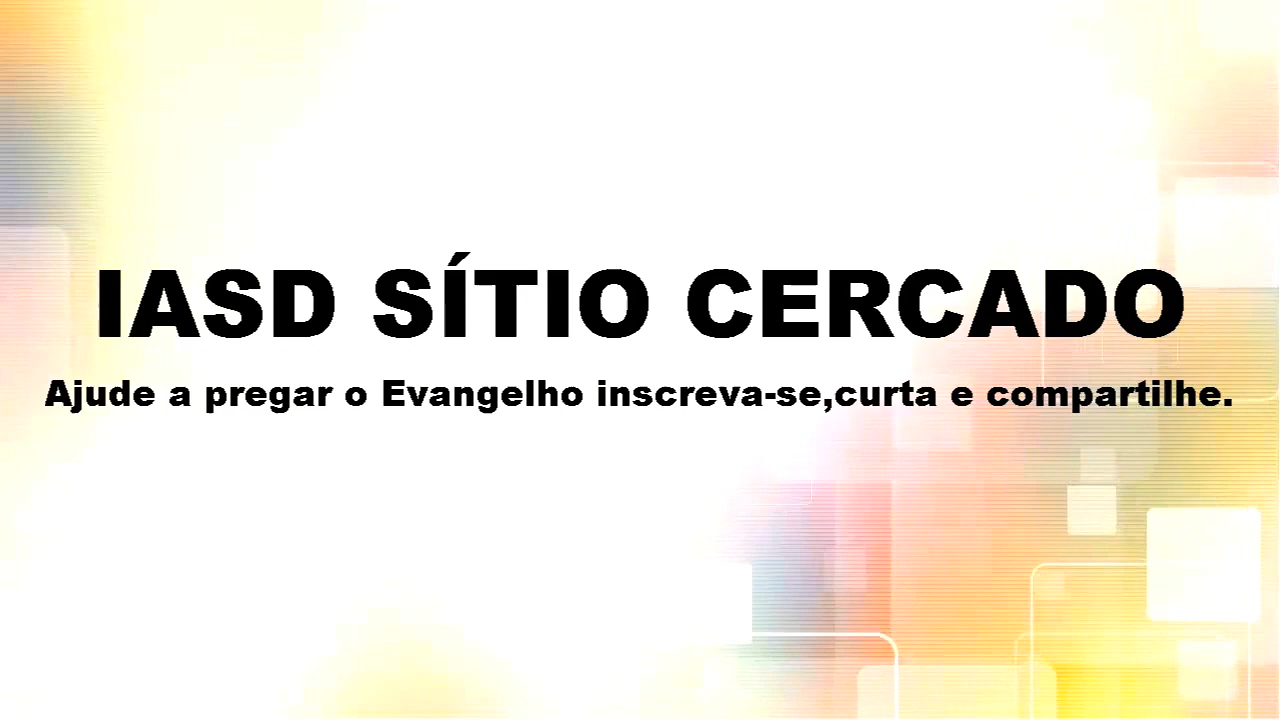 IASD SÍTIO CERCADO
Ajude a pregar o Evangelho inscreva-se,curta e compartilhe.